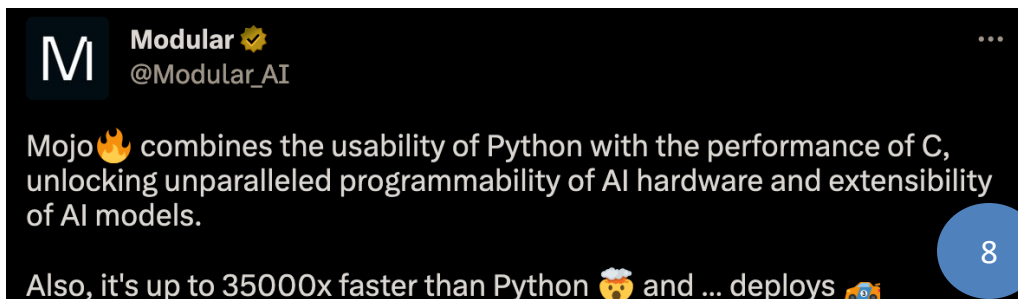 M
Modular
@Modular_AI
Mojo🔥 combines the usability of Python with the performance of C,
unlocking unparalleled programmability of AI hardware and extensibility
of AI models.
8
Also, it's up to 35000x faster than Python 🤯 and ... deploys 🏎️